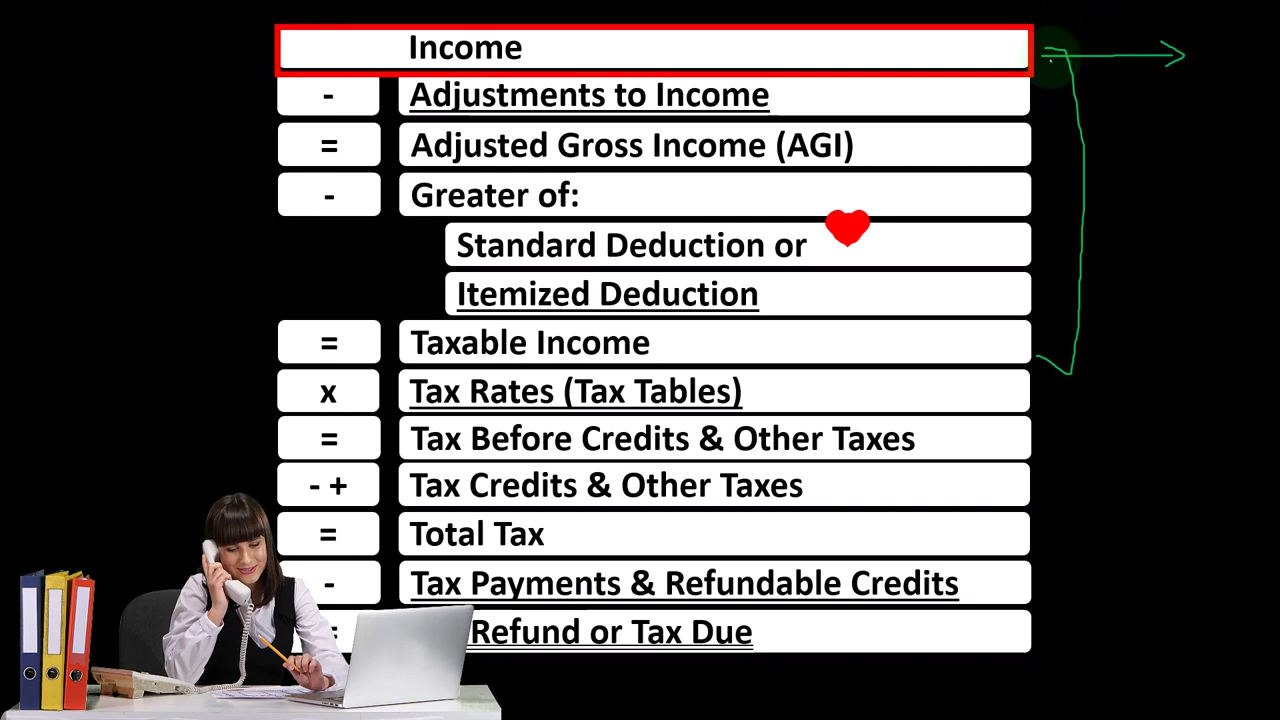 Income
- Adjustments to Income
= Adjusted Gross Income (AGI)
- Greater of:
Standard Deduction or
Itemized Deduction
= Taxable Income
x Tax Rates (Tax Tables)
= Tax Before Credits & Other Taxes
- + Tax Credits & Other Taxes
= Total Tax
- Tax Payments & Refundable Credits
Refund or Tax Due